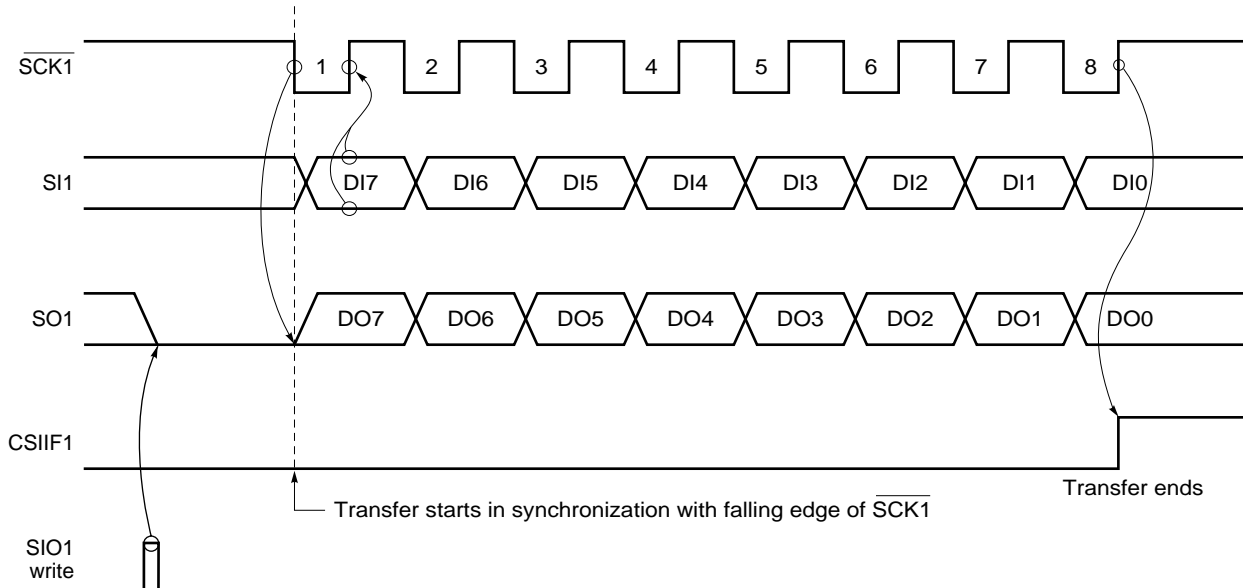 SCK1
1 2 3 4 5 6 7 8
SI1
DI7 DI6 DI5 DI4 DI3 DI2 DI1 DI0
SO1
DO7 DO6 DO5 DO4 DO3 DO2 DO1 DO0
CSIIF1
Transfer ends
Transfer starts in synchronization with falling edge of SCK1
SIO1
write